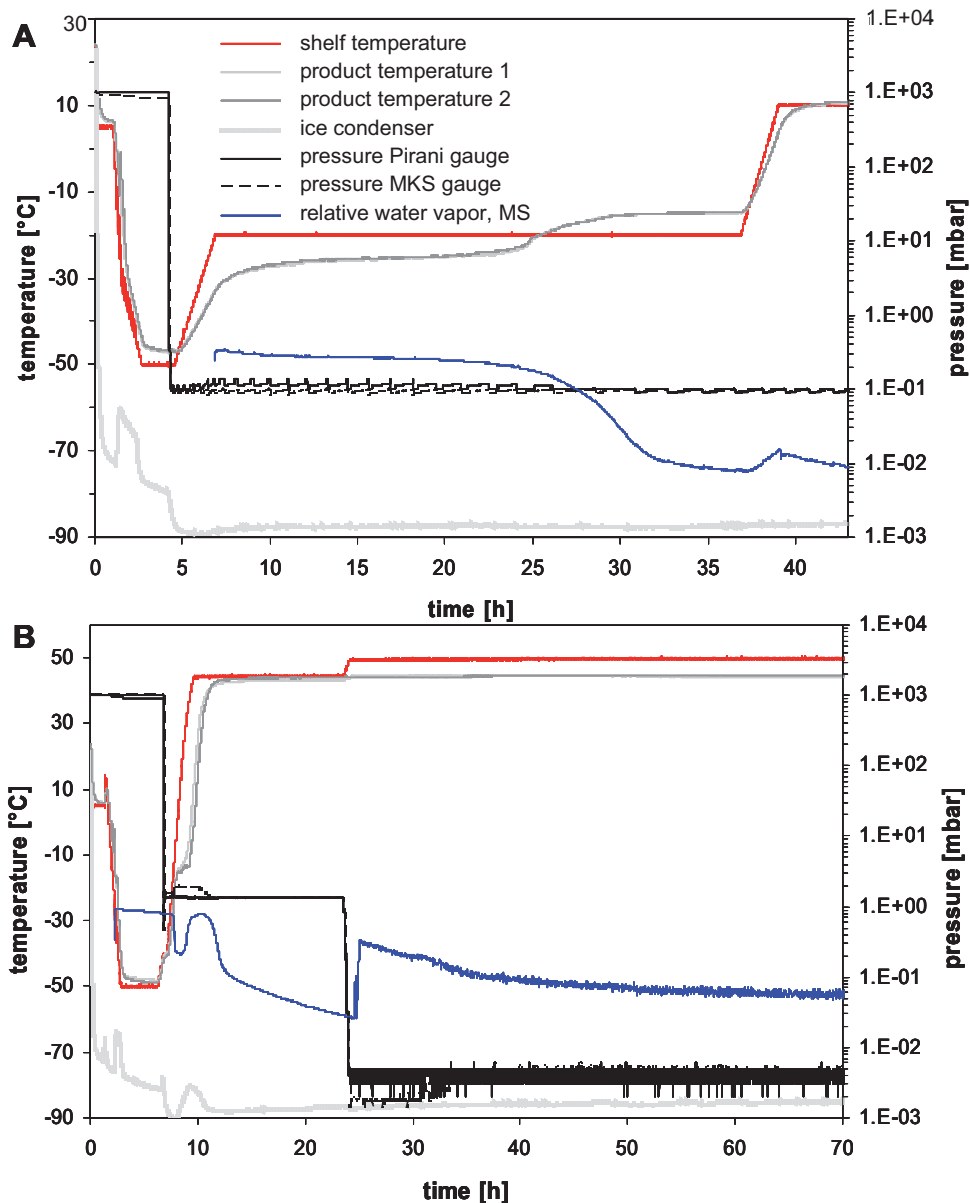 A
30
10
-10
-30
-50
-70
-90
temperature [°C]
shelf temperature
product temperature 1
product temperature 2
ice condenser
pressure Pirani gauge
pressure MKS gauge
relative water vapor, MS
1.E+04
1.E+03
1.E+02
1.E+01
1.E+00
1.E-01
1.E-02
1.E-03
pressure [mbar]
0 5 10 15 20 25 30 35 40
time [h]
B
50
30
10
-10
-30
-50
-70
-90
temperature [°C]
1.E+04
1.E+03
1.E+02
1.E+01
1.E+00
1.E-01
1.E-02
1.E-03
pressure [mbar]
0 10 20 30 40 50 60 70
time [h]